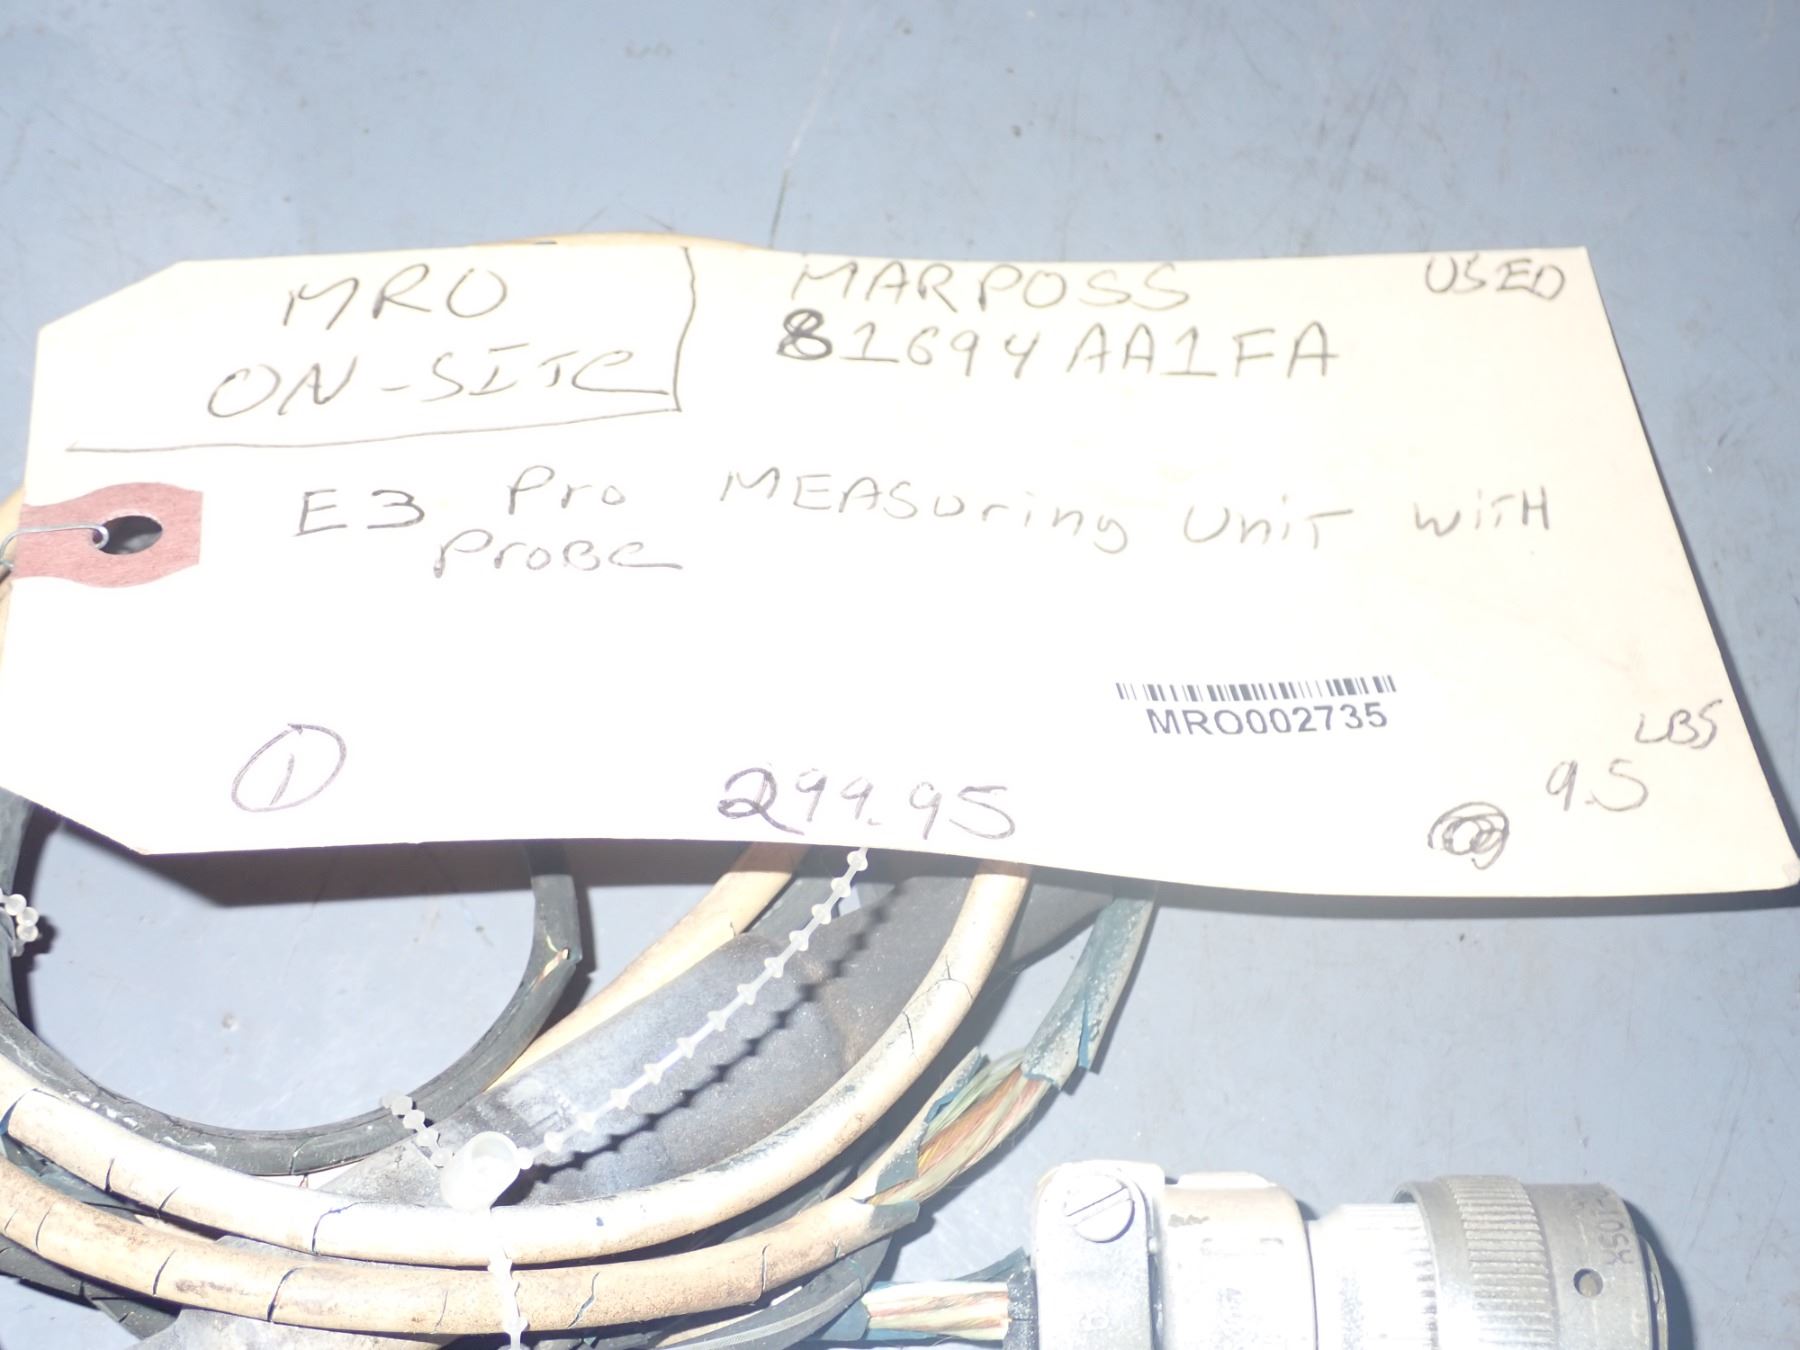 MRO
ON-SITE
MARPOSS USED
81694AA1FA
E3 Pro MEASuring UniT WiTH
ProBe
MRO002735
1
299.95
LBS
9.5